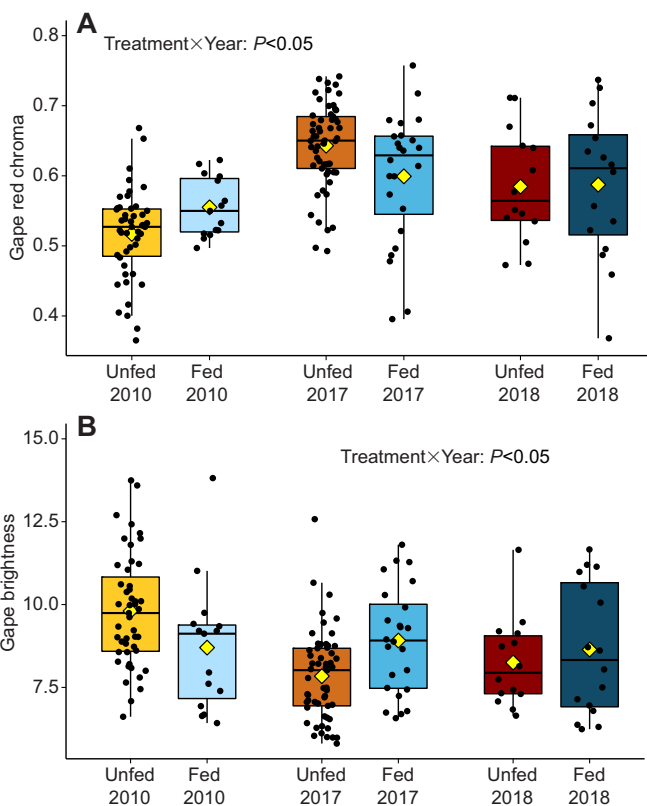 A
Treatment×Year: P<0.05
Gape red chroma
0.8
0.7
0.6
0.5
0.4
Unfed Fed Unfed Fed Unfed Fed
2010 2010 2017 2017 2018 2018
B
Treatment×Year: P<0.05
Gape brightness
15.0
12.5
10.0
7.5
Unfed Fed Unfed Fed Unfed Fed
2010 2010 2017 2017 2018 2018